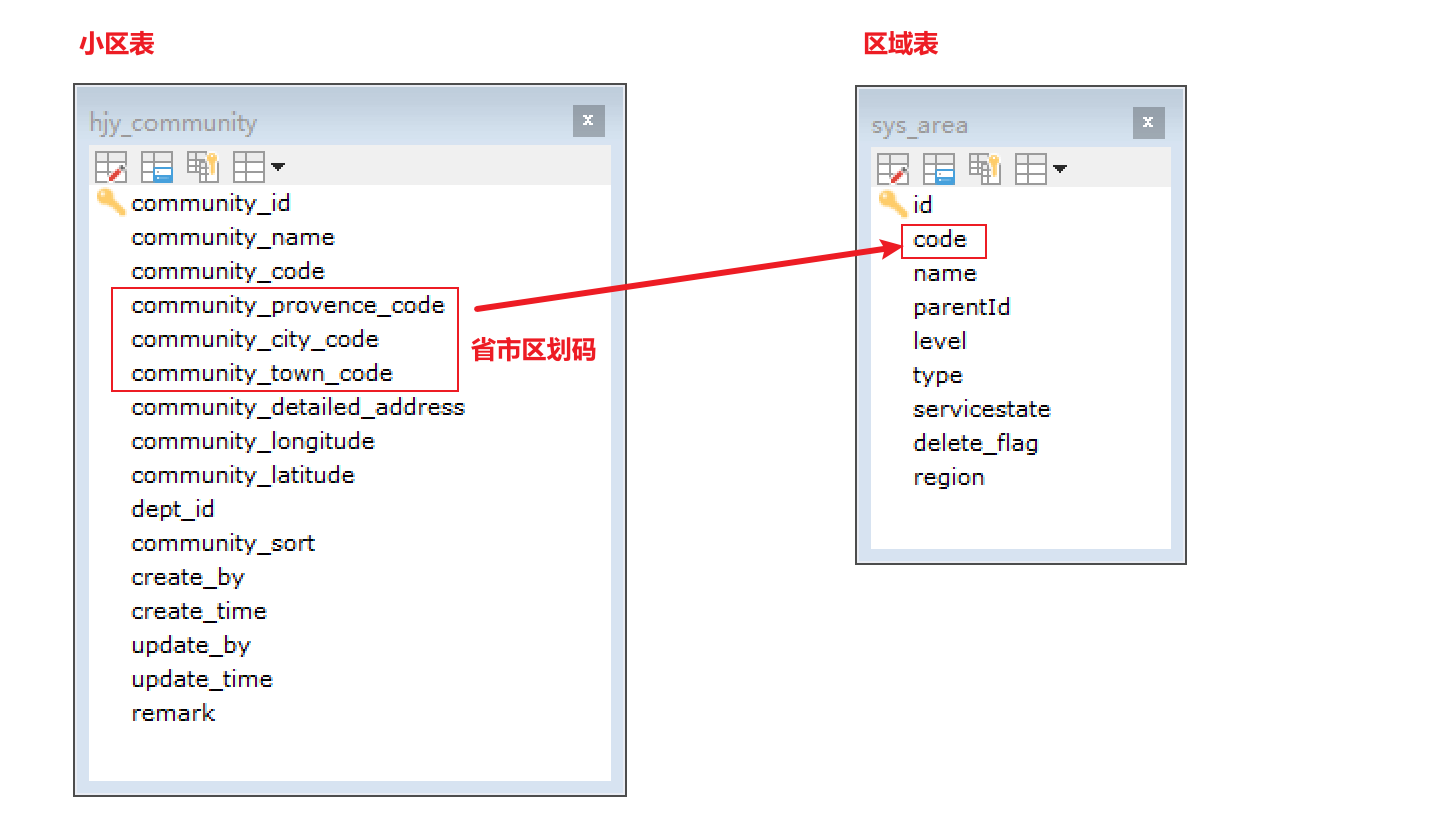 小区表
hjy_community
community_id
community_name
community_code
community_provence_code
community_city_code
community_town_code
省市区划码
community_detailed_address
community_longitude
community_latitude
dept_id
community_sort
create_by
create_time
update_by
update_time
remark
区域表
sys_area
id
code
name
parentId
level
type
servicestate
delete_flag
region